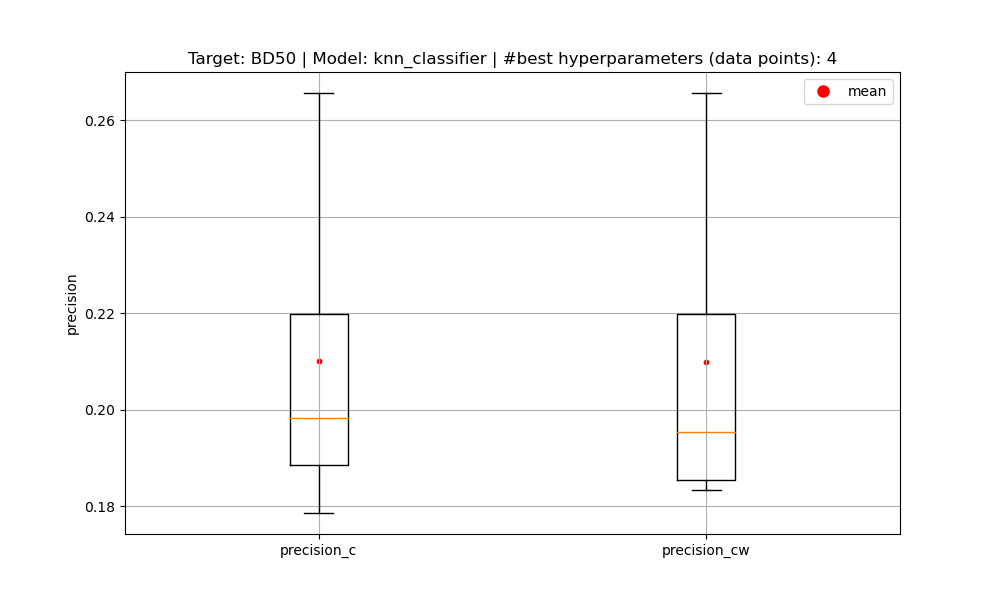 Target: BD50 | Model: knn_classifier | #best hyperparameters (data points): 4
mean
0.26
0.24
0.22
0.20
0.18
precision
precision_c
precision_cw